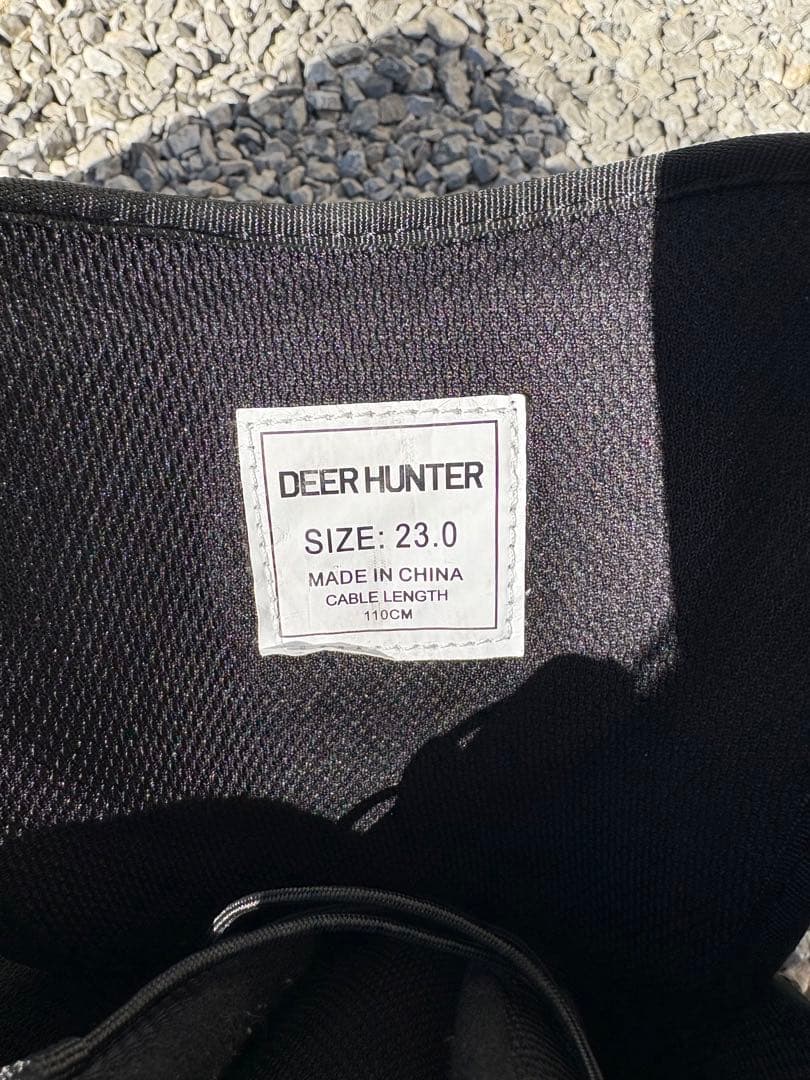 DEER HUNTER
SIZE: 23.0
MADE IN CHINA
CABLE LENGTH
110CM